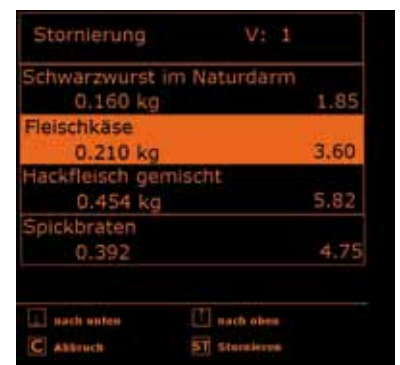 Stornierung V: 1
Schwarzwurst im Naturdarm
0.160 kg 1.85
Fleischkäse
0.210 kg 3.60
Hackfleisch gemischt
0.454 kg 5.82
Spickbraten
0.392 4.75
↓ nach unten ↑ nach oben
C Abbruch ST Stornieren